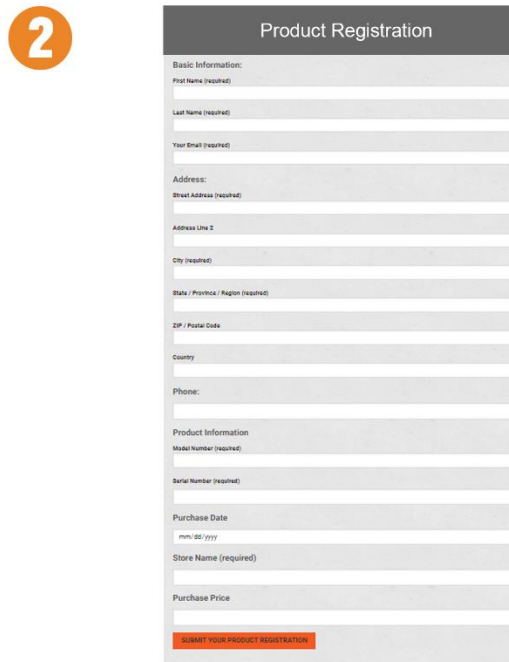 2
Product Registration
Basic Information:
First Name (required)
Last Name (required)
Your Email (required)
Address:
Street Address (required)
Address Line 2
City (required)
State / Province / Region (required)
ZIP / Postal Code
Country
Phone:
Product Information
Model Number (required)
Serial Number (required)
Purchase Date
mm/dd/yyyy
Store Name (required)
Purchase Price
SUBMIT YOUR PRODUCT REGISTRATION